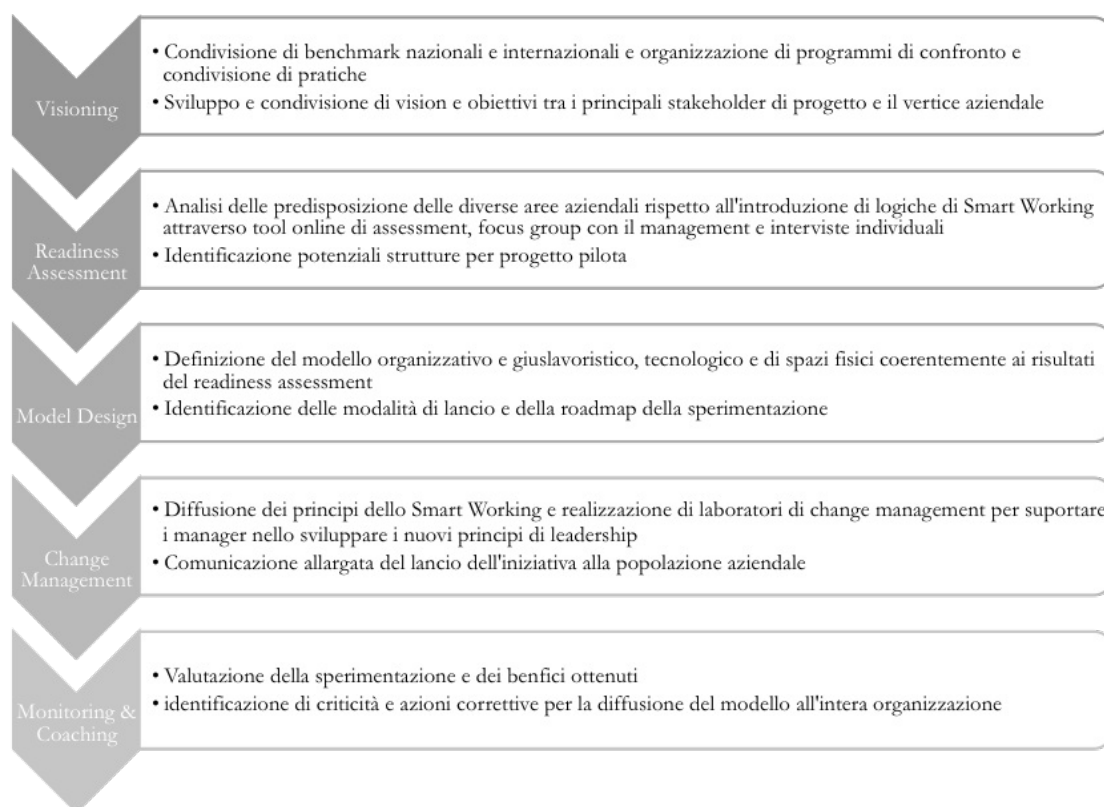 Visioning
• Condivisione di benchmark nazionali e internazionali e organizzazione di programmi di confronto e
condivisione di pratiche
• Sviluppo e condivisione di vision e obiettivi tra i principali stakeholder di progetto e il vertice aziendale
Readiness
Assessment
• Analisi delle predisposizione delle diverse aree aziendali rispetto all'introduzione di logiche di Smart Working
attraverso tool online di assessment, focus group con il management e interviste individuali
• Identificazione potenziali strutture per progetto pilota
Model Design
• Definizione del modello organizzativo e giuslavoristico, tecnologico e di spazi fisici coerentemente ai risultati
del readiness assessment
• Identificazione delle modalità di lancio e della roadmap della sperimentazione
Change
Management
• Diffusione dei principi dello Smart Working e realizzazione di laboratori di change management per suportare
i manager nello sviluppare i nuovi principi di leadership
• Comunicazione allargata del lancio dell'iniziativa alla popolazione aziendale
Monitoring &
Coaching
• Valutazione della sperimentazione e dei benfici ottenuti
• identificazione di criticità e azioni correttive per la diffusione del modello all'intera organizzazione